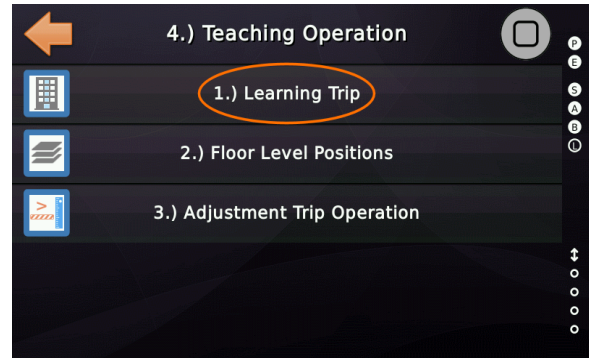 4.) Teaching Operation
1.) Learning Trip
2.) Floor Level Positions
3.) Adjustment Trip Operation
P
E
S
A
B
L